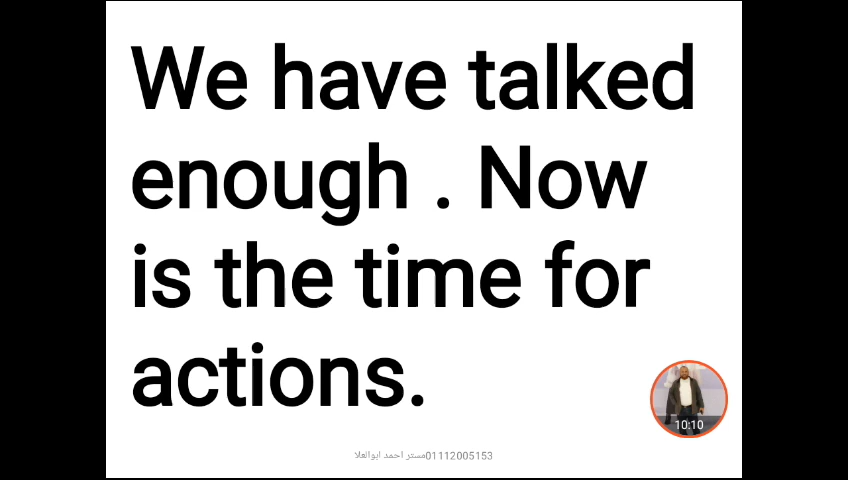 We have talked
enough . Now
is the time for
actions.
10:10
مستر احمد ابوالعلا01112005153